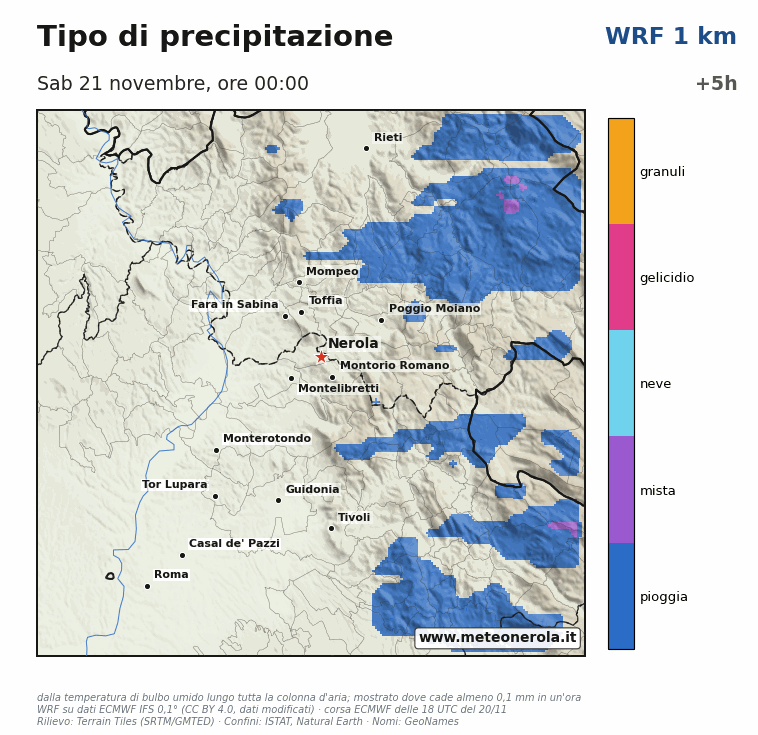 Tipo di precipitazione
WRF 1 km
Sab 21 novembre, ore 00:00
+5h
Rieti
granuli
gelicidio
neve
mista
pioggia
Mompeo
Fara in Sabina
Toffia
Poggio Moiano
Nerola
Montorio Romano
Montelibretti
Monterotondo
Tor Lupara
Guidonia
Tivoli
Casal de' Pazzi
Roma
www.meteonerola.it
dalla temperatura di bulbo umido lungo tutta la colonna d'aria; mostrato dove cade almeno 0,1 mm in un'ora
WRF su dati ECMWF IFS 0,1° (CC BY 4.0, dati modificati) · corsa ECMWF delle 18 UTC del 20/11
Rilievo: Terrain Tiles (SRTM/GMTED) · Confini: ISTAT, Natural Earth · Nomi: GeoNames